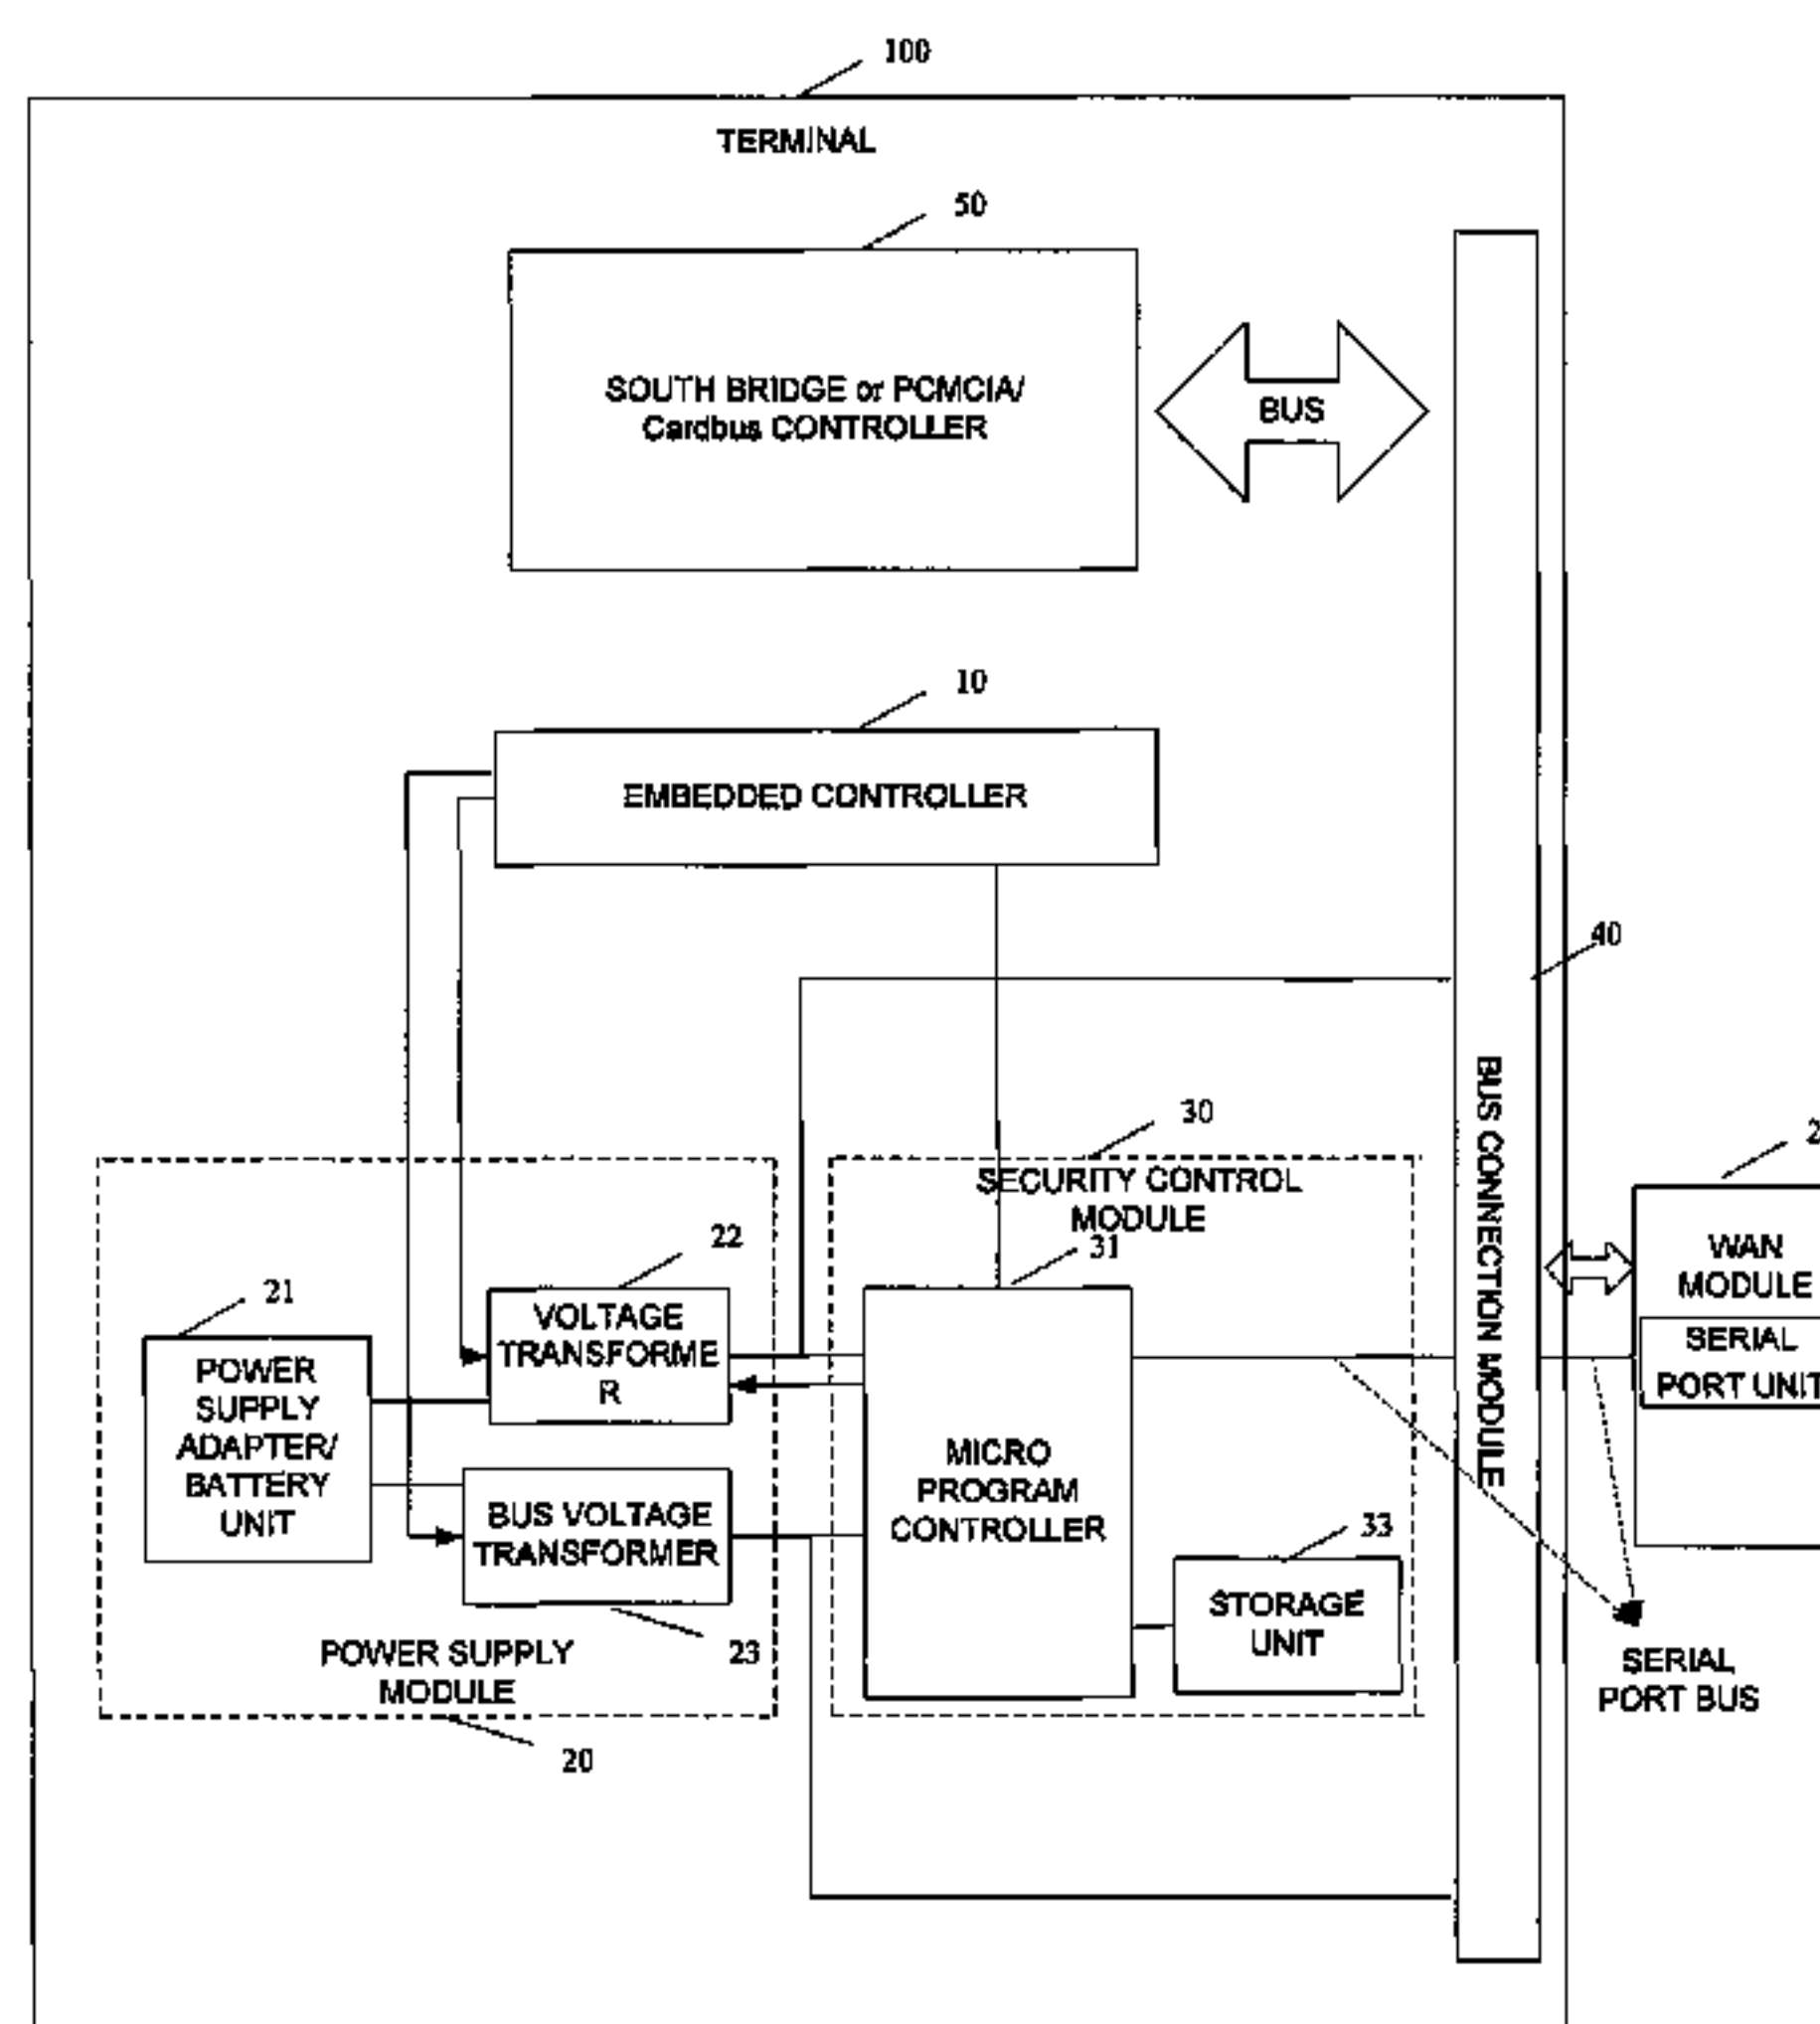 100
TERMINAL
50
SOUTH BRIDGE or PCMCIA/
Cardbus CONTROLLER
BUS
10
EMBEDDED CONTROLLER
40
BUS CONNECTION MODULE
30
SECURITY CONTROL
MODULE
31
22
VOLTAGE
TRANSFORME
R
21
POWER
SUPPLY
ADAPTER/
BATTERY
UNIT
BUS VOLTAGE
TRANSFORMER
23
POWER SUPPLY
MODULE
20
MICRO
PROGRAM
CONTROLLER
33
STORAGE
UNIT
WAN
MODULE
SERIAL
PORT UNIT
SERIAL
PORT BUS